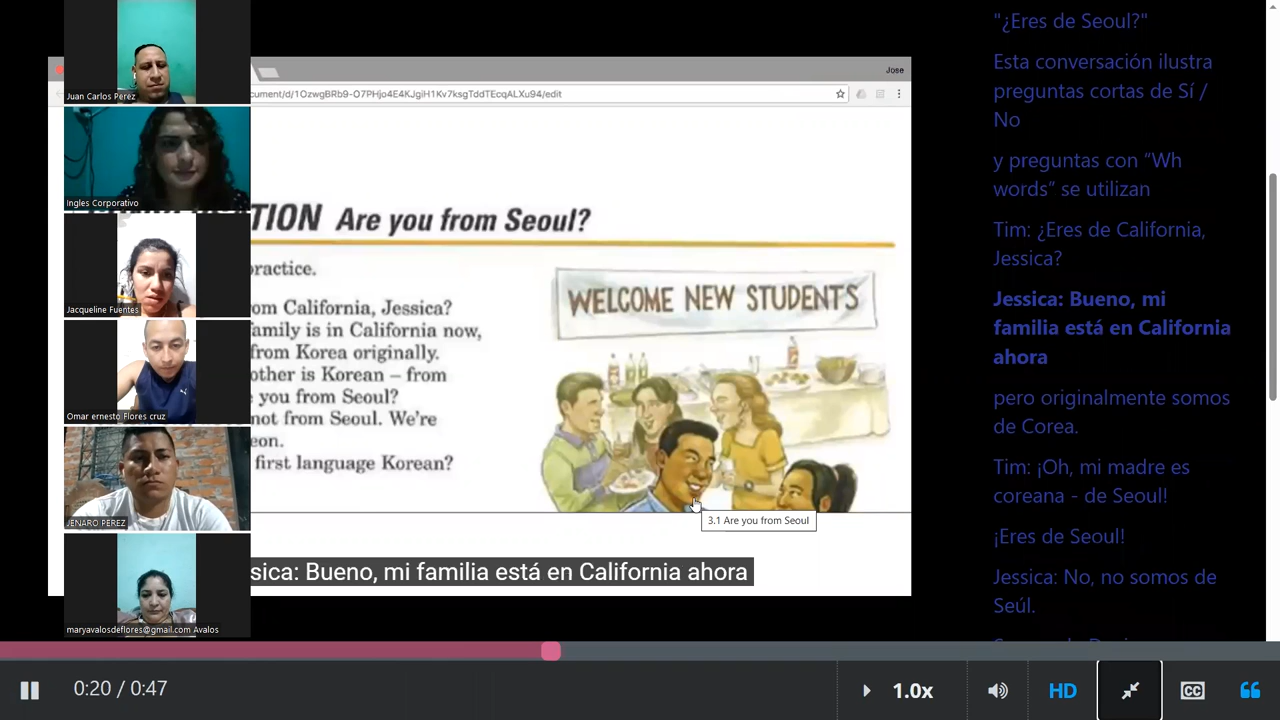 Juan Carlos Perez
Ingles Corporativo
Jacqueline Fuentes
Omar ernesto Flores cruz
JENARO PEREZ
maryavalosdeflores@gmail.com Avalos
Jose
cument/d/1OzwgBRb9-O7PHjo4E4KJgiH1Kv7ksgTddTEcqALXu94/edit
TION Are you from Seoul?
practice.
om California, Jessica?
family is in California now,
from Korea originally.
other is Korean – from
you from Seoul?
not from Seoul. We're
eon.
first language Korean?
WELCOME NEW STUDENTS
3.1 Are you from Seoul
sica: Bueno, mi familia está en California ahora
"¿Eres de Seoul?"
Esta conversación ilustra
preguntas cortas de Sí /
No
y preguntas con “Wh
words” se utilizan
Tim: ¿Eres de California,
Jessica?
Jessica: Bueno, mi
familia está en California
ahora
pero originalmente somos
de Corea.
Tim: ¡Oh, mi madre es
coreana - de Seoul!
¡Eres de Seoul!
Jessica: No, no somos de
Seúl.
0:20 / 0:47
1.0x
HD
CC